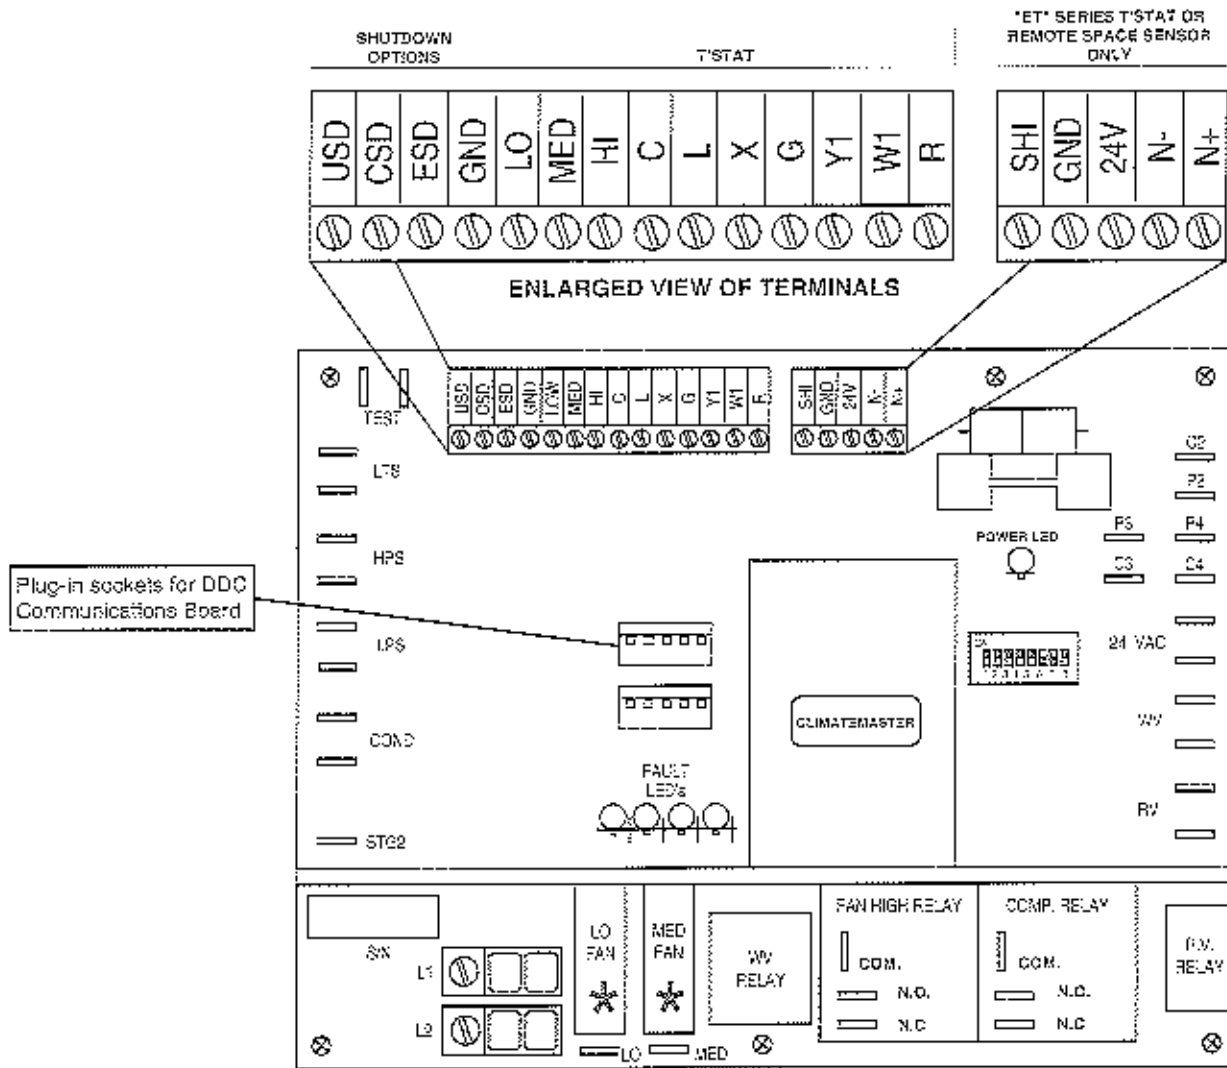 SHUTDOWN
OPTIONS
T'STAT
"ET" SERIES T'STAT OR
REMOTE SPACE SENSOR
ONLY
USD CSD ESD GND LO MED HI C L X G Y1 W1 R
SHI GND 24V N- N+
ENLARGED VIEW OF TERMINALS
USD CSD ESD GND LOW MED HI C L X G Y1 W1 R
SHI GND 24V N- N+
TEST
LTS
HPS
LPS
COND
STG2
Plug-in sockets for DDC
Communications Board
C2
P2
P3 P4
C3 C4
POWER LED
24 VAC
WV
RV
CLIMATEMASTER
FAULT
LED's
S/N
L1
L2
LO
FAN
MED
FAN
LO
MED
WV
RELAY
FAN HIGH RELAY
COM.
N.O.
N.C
COMP. RELAY
COM.
N.O.
N.C
R.V.
RELAY